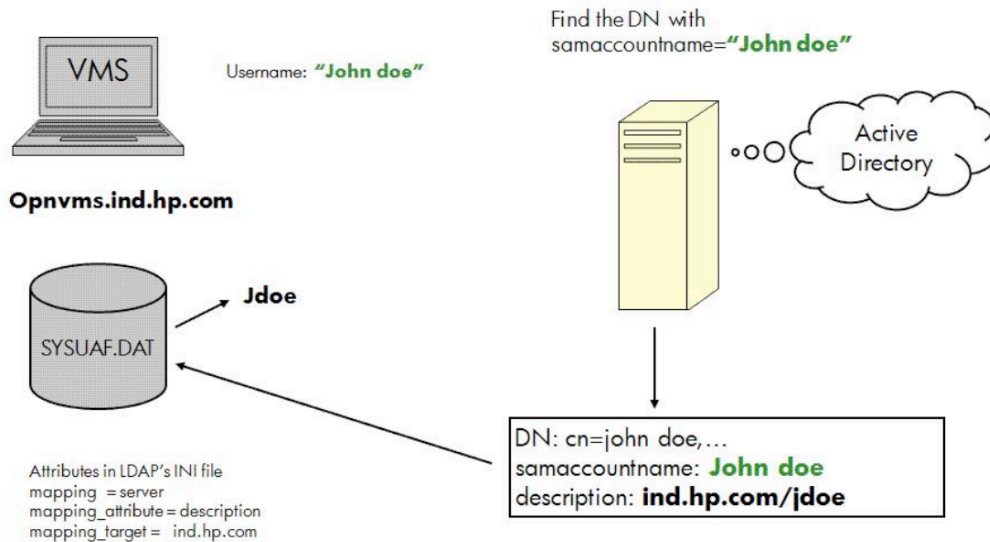 VMS
Username: “John doe”
Opnvms.ind.hp.com
Find the DN with
samaccountname=“John doe”
Active
Directory
Jdoe
SYSUAF.DAT
DN: cn=john doe,...
samaccountname: John doe
description: ind.hp.com/jdoe
Attributes in LDAP’s INI file
mapping = server
mapping_attribute = description
mapping_target = ind.hp.com